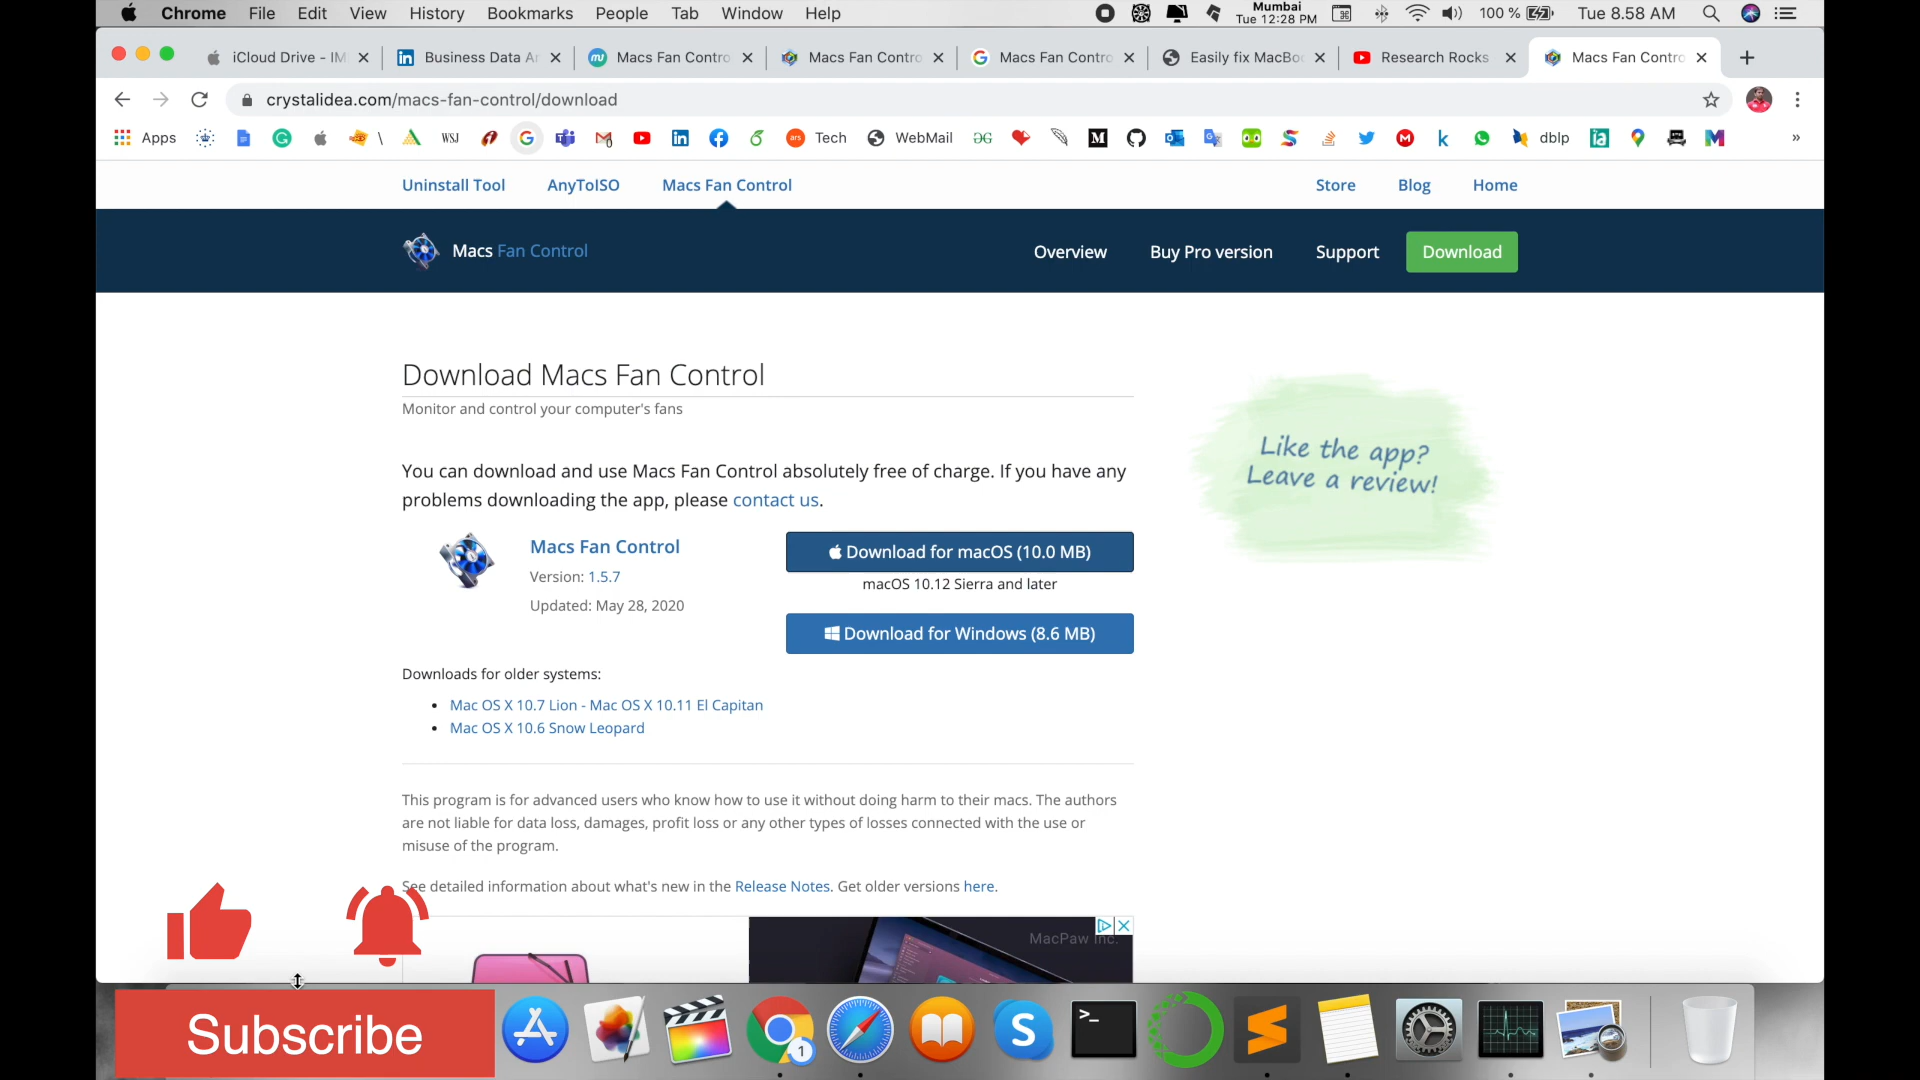 Chrome File Edit View History Bookmarks People Tab Window Help
Mumbai
Tue 12:28 PM
100 %
Tue 8.58 AM
iCloud Drive - IM
Business Data An
Macs Fan Contro
Macs Fan Contro
Macs Fan Contro
Easily fix MacBoo
Research Rocks
Macs Fan Contro
crystalidea.com/macs-fan-control/download
Apps
\
WSJ
ars
Tech
WebMail
dblp
»
Uninstall Tool
AnyToISO
Macs Fan Control
Store
Blog
Home
Macs Fan Control
Overview
Buy Pro version
Support
Download
Download Macs Fan Control
Monitor and control your computer's fans
You can download and use Macs Fan Control absolutely free of charge. If you have any
problems downloading the app, please contact us.
Like the app?
Leave a review!
Macs Fan Control
Version: 1.5.7
Updated: May 28, 2020
Download for macOS (10.0 MB)
macOS 10.12 Sierra and later
Download for Windows (8.6 MB)
Downloads for older systems:
• Mac OS X 10.7 Lion - Mac OS X 10.11 El Capitan
• Mac OS X 10.6 Snow Leopard
This program is for advanced users who know how to use it without doing harm to their macs. The authors
are not liable for data loss, damages, profit loss or any other types of losses connected with the use or
misuse of the program.
See detailed information about what's new in the Release Notes. Get older versions here.
MacPaw Inc.
Subscribe
1
S
>_